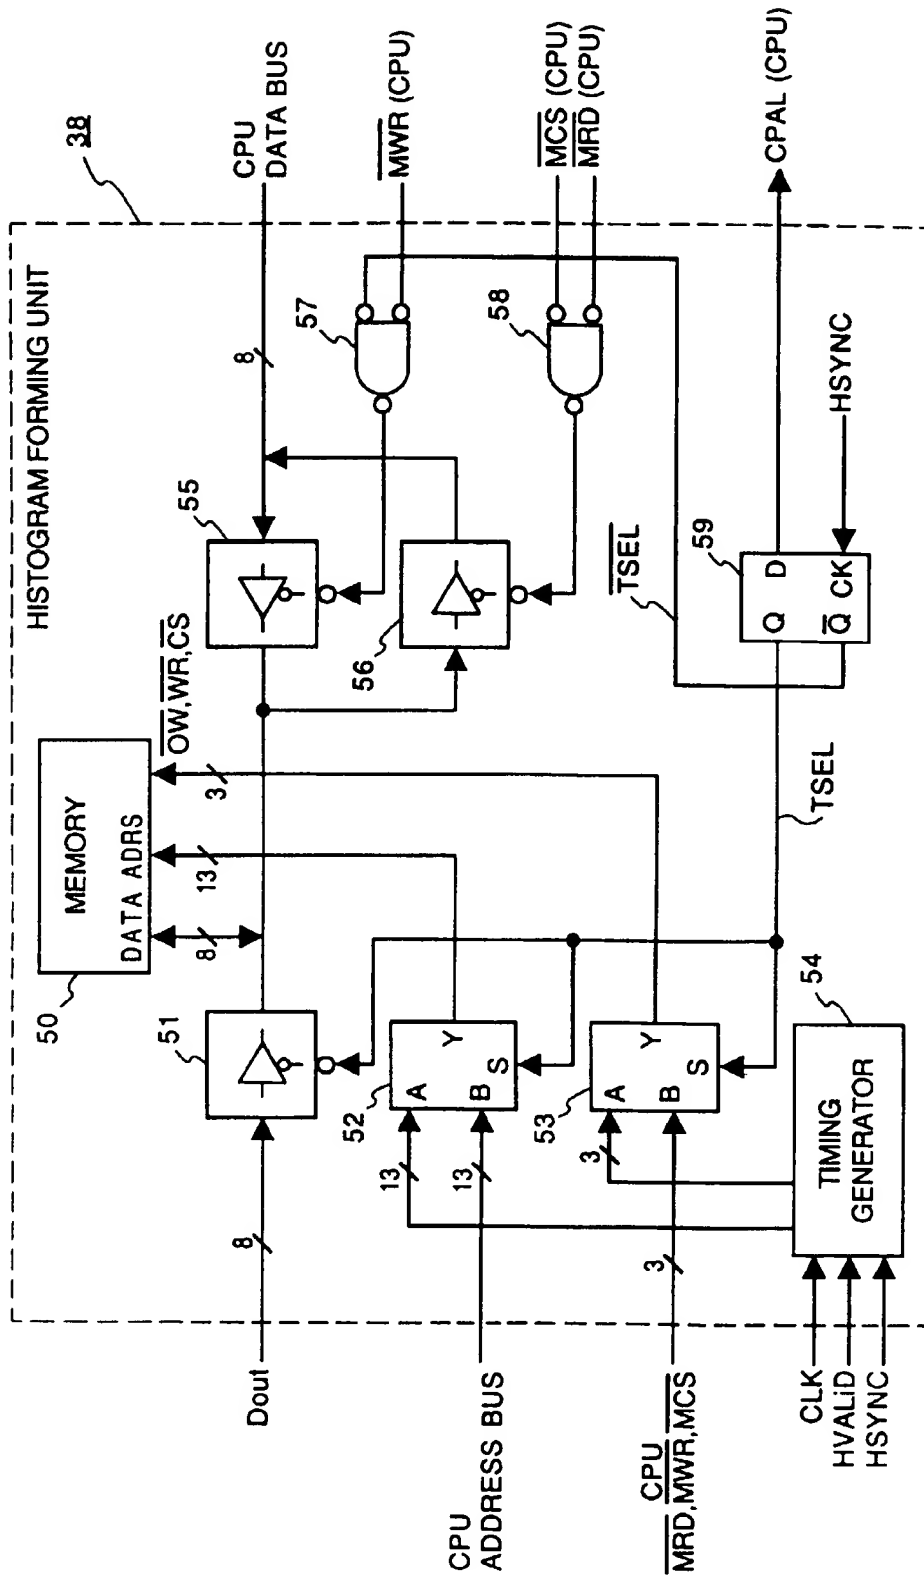 HISTOGRAM FORMING UNIT
38
50
MEMORY
DATA ADRS
OW,WR,CS
8
13
3
Dout
8
51
55
8
CPU
DATA BUS
56
57
MWR (CPU)
58
MCS (CPU)
MRD (CPU)
CPU
ADDRESS BUS
13
13
52
A
B
Y
S
CPU
MRD,MWR,MCS
3
3
53
A
B
Y
S
TSEL
TSEL
59
Q
D
Q
CK
CPAL (CPU)
HSYNC
54
TIMING
GENERATOR
CLK
HVALiD
HSYNC